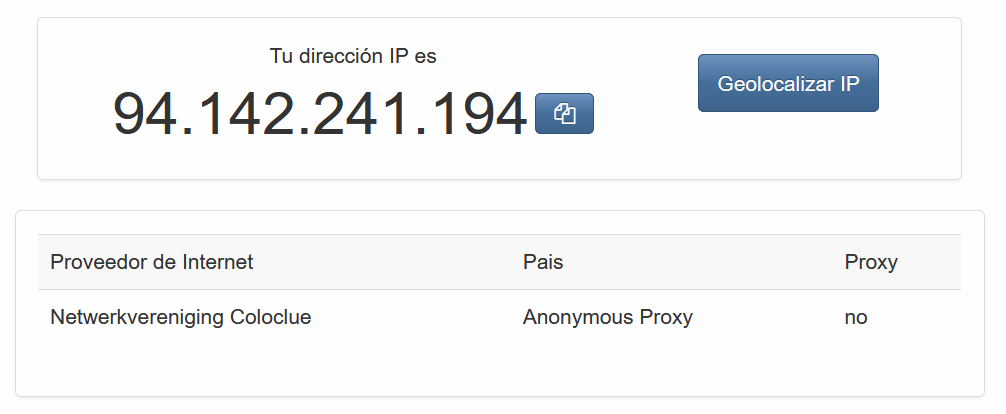 Tu dirección IP es
94.142.241.194
Geolocalizar IP
Proveedor de Internet Pais Proxy
Netwerkvereniging Coloclue Anonymous Proxy no